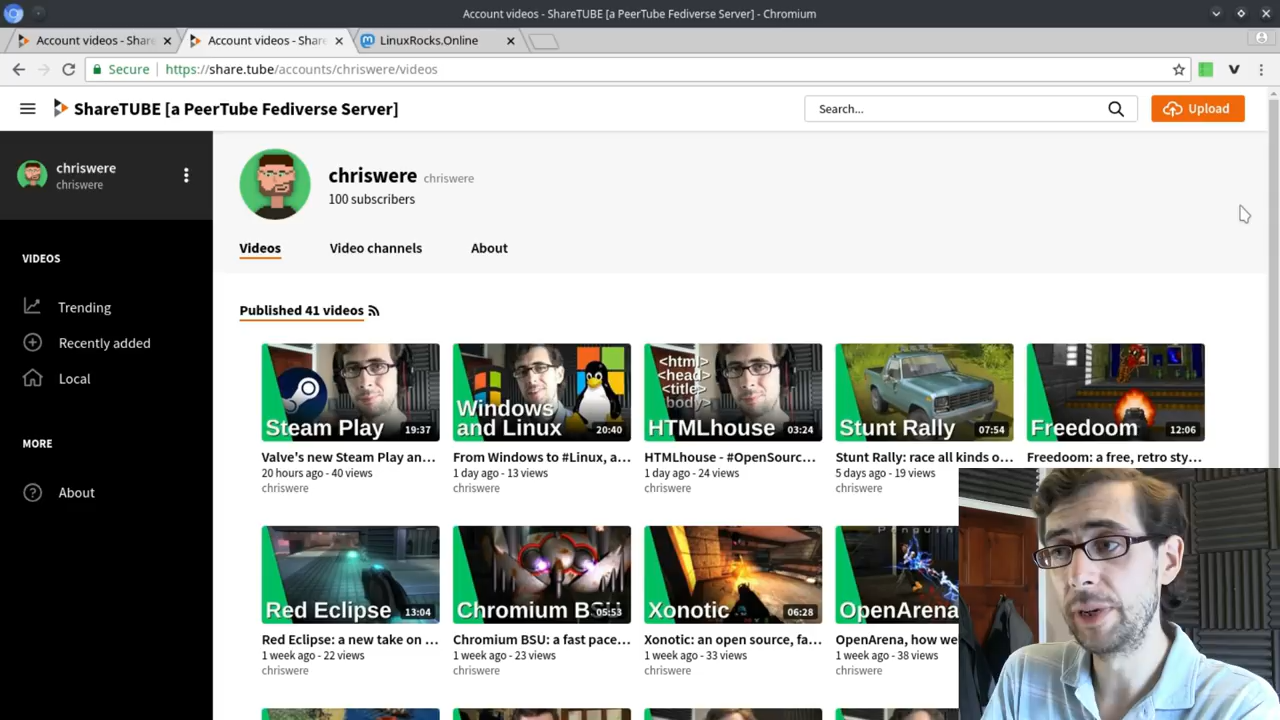 Account videos - ShareTUBE [a PeerTube Fediverse Server] - Chromium
Account videos - Share
Account videos - Share
LinuxRocks.Online
Secure
https://share.tube/accounts/chriswere/videos
ShareTUBE [a PeerTube Fediverse Server]
Search...
Upload
chriswere
chriswere
VIDEOS
Trending
Recently added
Local
MORE
About
chriswere chriswere
100 subscribers
Videos
Video channels
About
Published 41 videos
Steam Play
19:37
Valve's new Steam Play an...
20 hours ago - 40 views
chriswere
Windows
and Linux
20:40
From Windows to #Linux, a...
1 day ago - 13 views
chriswere
<html>
<head>
<title>
<body>
HTMLhouse
03:24
HTMLhouse - #OpenSourc...
1 day ago - 24 views
chriswere
Stunt Rally
07:54
Stunt Rally: race all kinds o...
5 days ago - 19 views
chriswere
Freedoom
12:06
Freedoom: a free, retro sty...
Red Eclipse
13:04
Red Eclipse: a new take on ...
1 week ago - 22 views
chriswere
Chromium BSU
05:53
Chromium BSU: a fast pace...
1 week ago - 23 views
chriswere
Xonotic
06:28
Xonotic: an open source, fa...
1 week ago - 33 views
chriswere
OpenArena
OpenArena, how we
1 week ago - 38 views
chriswere